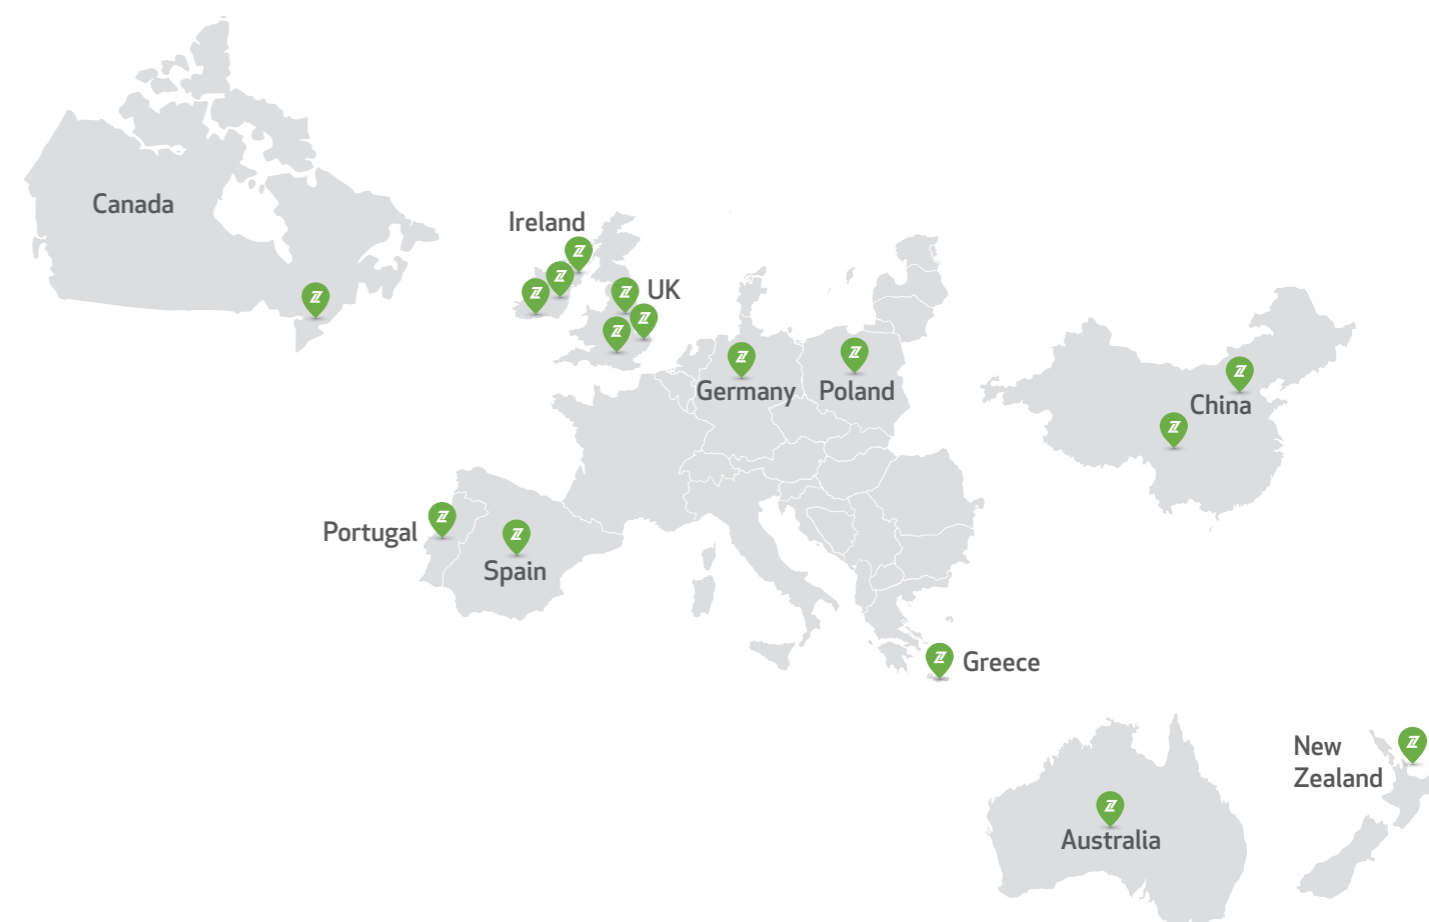 Canada
Ireland
UK
Germany
Poland
China
Portugal
Spain
Greece
New
Zealand
Australia